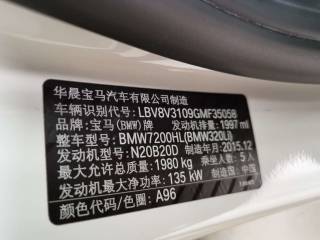 华晨宝马汽车有限公司制造
车辆识别代号: LBV8V3109GMF35058
品牌: 宝马(BMW)牌 发动机排量: 1997 ml
整车型号: BMW7200HL(BMW320Li)
发动机型号: N20B20D 制造年月: 2015.12
最大允许总质量: 1980 kg 乘坐人数: 5 人
发动机最大净功率: 135 kW 制造国: 中国
颜色代号/色圈: A96